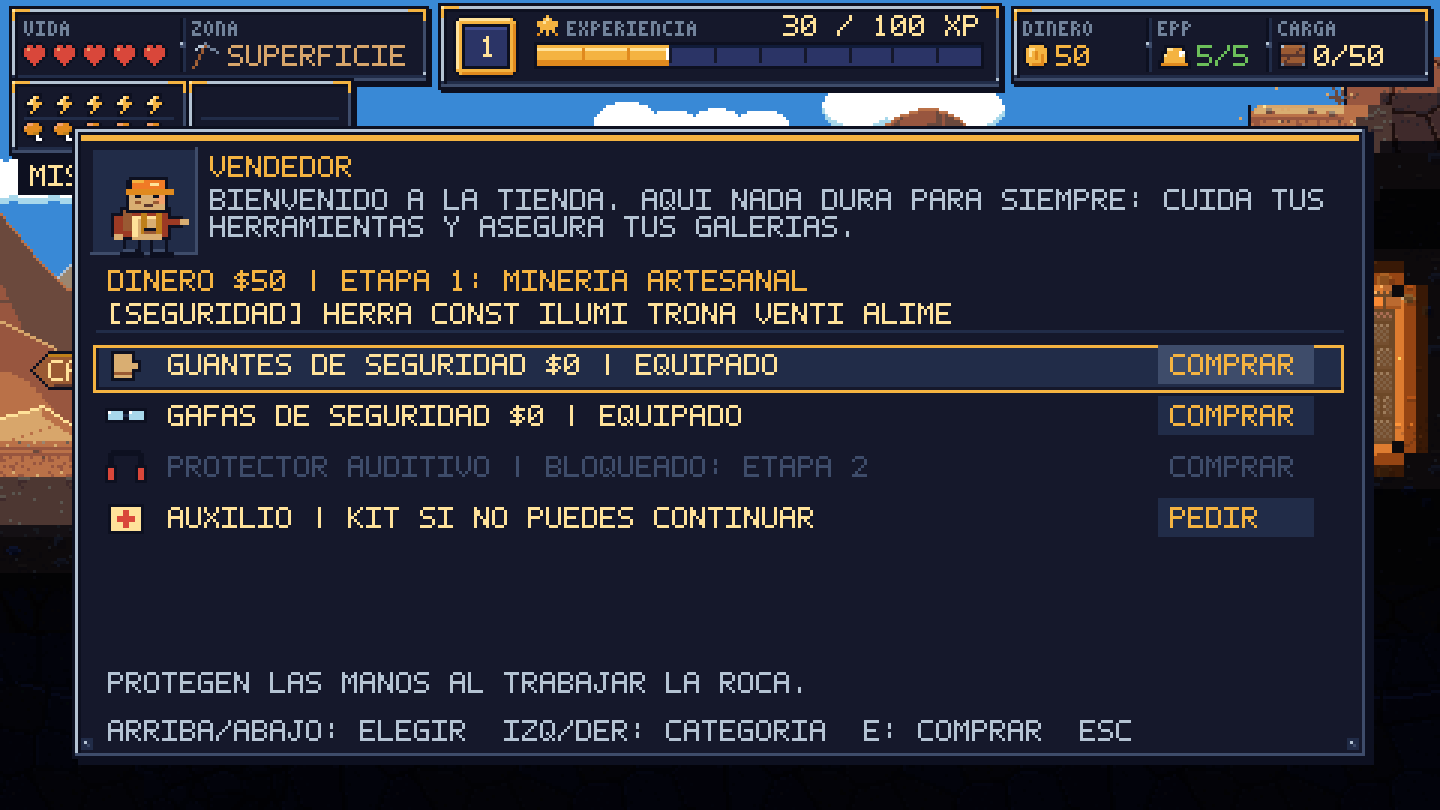 VIDA
ZONA
SUPERFICIE
1
EXPERIENCIA
30 / 100 XP
DINERO
50
EPP
5/5
CARGA
0/50
VENDEDOR
BIENVENIDO A LA TIENDA. AQUI NADA DURA PARA SIEMPRE: CUIDA TUS
HERRAMIENTAS Y ASEGURA TUS GALERIAS.
DINERO $50 | ETAPA 1: MINERIA ARTESANAL
[SEGURIDAD] HERRA CONST ILUMI TRONA VENTI ALIME
GUANTES DE SEGURIDAD $0 | EQUIPADO
COMPRAR
GAFAS DE SEGURIDAD $0 | EQUIPADO
COMPRAR
PROTECTOR AUDITIVO | BLOQUEADO: ETAPA 2
COMPRAR
AUXILIO | KIT SI NO PUEDES CONTINUAR
PEDIR
PROTEGEN LAS MANOS AL TRABAJAR LA ROCA.
ARRIBA/ABAJO: ELEGIR IZQ/DER: CATEGORIA E: COMPRAR ESC